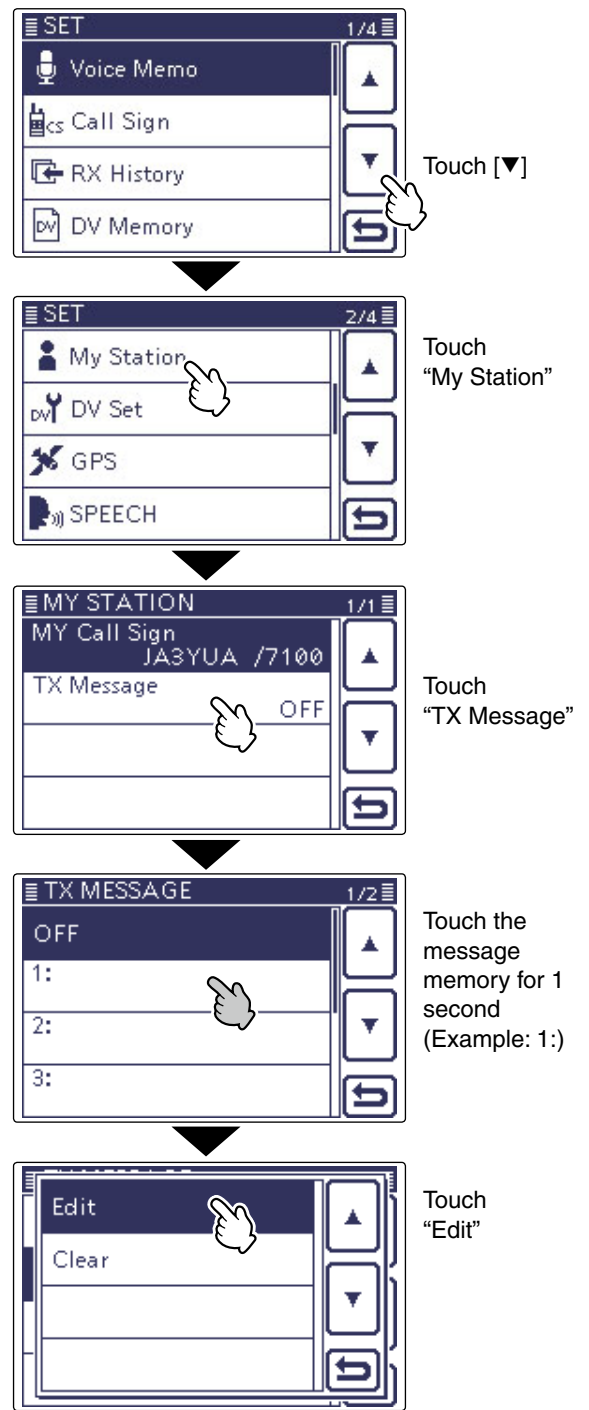 SET 1/4
Voice Memo
CS Call Sign
RX History
DV DV Memory
Touch [▼]
SET 2/4
My Station
DV DV Set
GPS
SPEECH
Touch
“My Station”
MY STATION 1/1
MY Call Sign
JA3YUA /7100
TX Message
OFF
Touch
“TX Message”
TX MESSAGE 1/2
OFF
1:
2:
3:
Touch the
message
memory for 1
second
(Example: 1:)
Edit
Clear
Touch
“Edit”